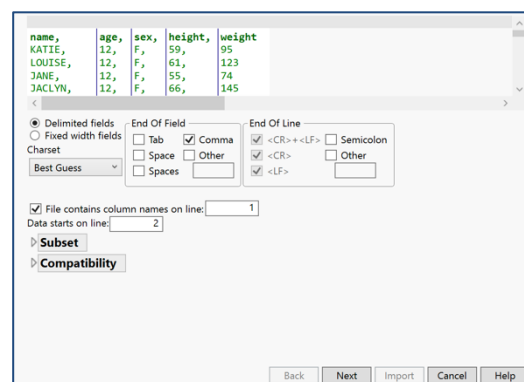 name, age, sex, height, weight
KATIE, 12, F, 59, 95
LOUISE, 12, F, 61, 123
JANE, 12, F, 55, 74
JACLYN, 12, F, 66, 145
Delimited fields
Fixed width fields
Charset
Best Guess
End Of Field
Tab Comma
Space Other
Spaces
End Of Line
<CR>+<LF> Semicolon
<CR> Other
<LF>
File contains column names on line: 1
Data starts on line: 2
Subset
Compatibility
Back Next Import Cancel Help